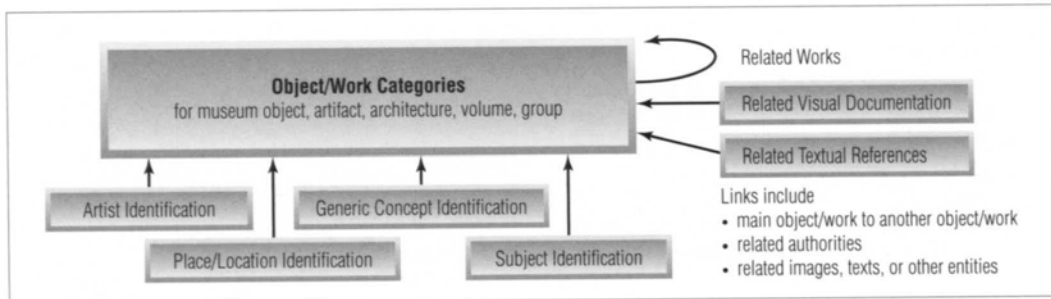 Object/Work Categories
for museum object, artifact, architecture, volume, group
Related Works
Related Visual Documentation
Related Textual References
Artist Identification
Generic Concept Identification
Place/Location Identification
Subject Identification
Links include
• main object/work to another object/work
• related authorities
• related images, texts, or other entities